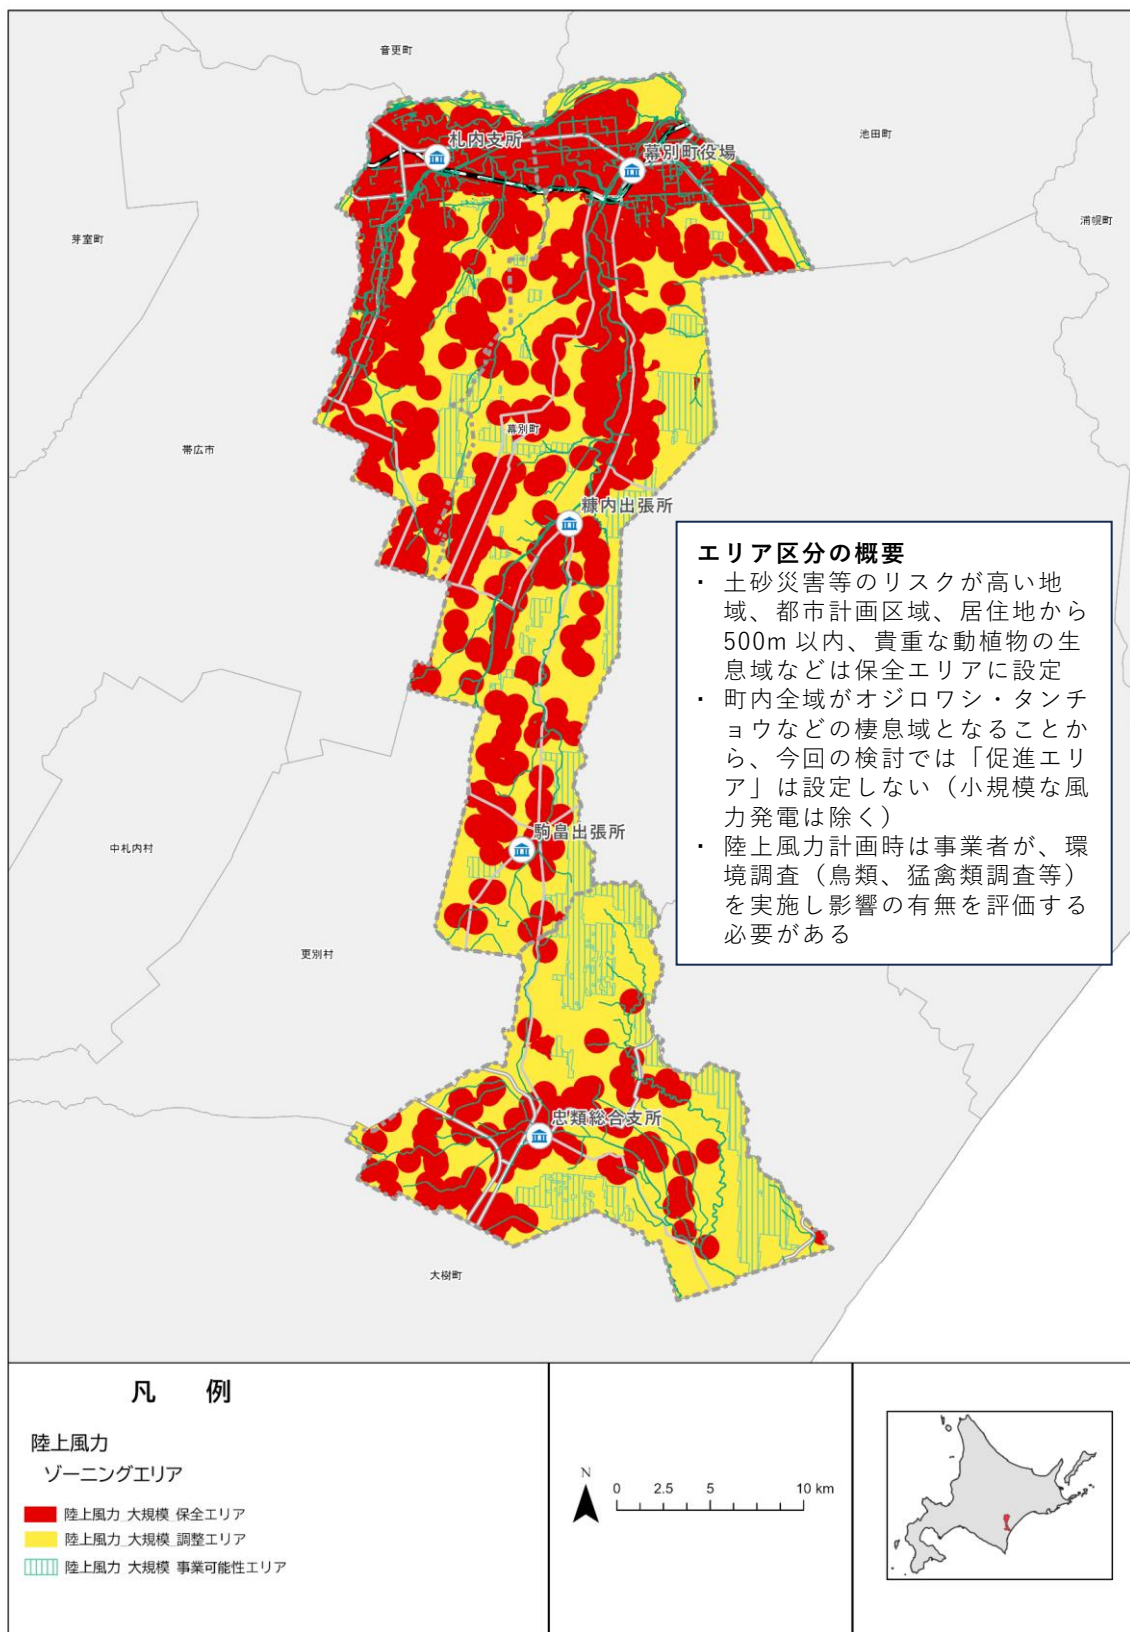 音更町
池田町
浦幌町
芽室町
札内支所
幕別町役場
帯広市
幕別町
糠内出張所
エリア区分の概要
・ 土砂災害等のリスクが高い地
域、都市計画区域、居住地から
500m 以内、貴重な動植物の生
息域などは保全エリアに設定
・ 町内全域がオジロワシ・タンチ
ョウなどの棲息域となることか
ら、今回の検討では「促進エリ
ア」は設定しない（小規模な風
力発電は除く）
・ 陸上風力計画時は事業者が、環
境調査（鳥類、猛禽類調査等）
を実施し影響の有無を評価する
必要がある
中札内村
駒畠出張所
更別村
忠類総合支所
大樹町
凡 例
陸上風力
ゾーニングエリア
陸上風力_大規模_保全エリア
陸上風力_大規模_調整エリア
陸上風力_大規模_事業可能性エリア
N
0 2.5 5 10 km